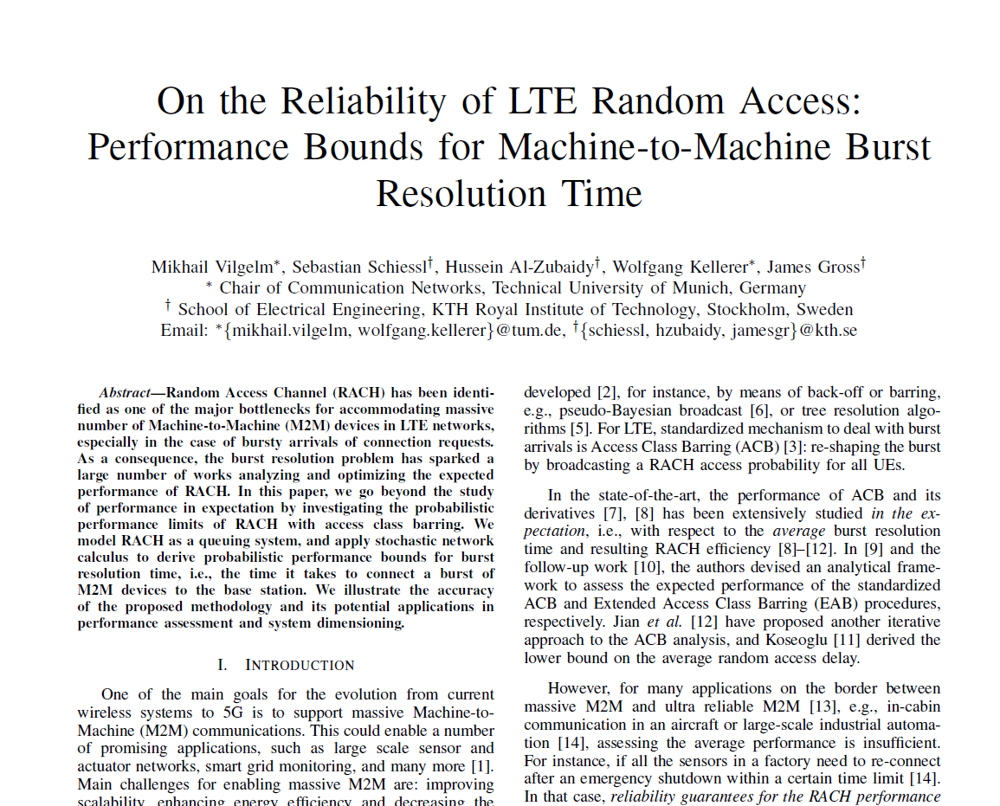 On the Reliability of LTE Random Access:
Performance Bounds for Machine-to-Machine Burst
Resolution Time
Mikhail Vilgelm*, Sebastian Schiessl†, Hussein Al-Zubaidy†, Wolfgang Kellerer*, James Gross†
* Chair of Communication Networks, Technical University of Munich, Germany
† School of Electrical Engineering, KTH Royal Institute of Technology, Stockholm, Sweden
Email: *{mikhail.vilgelm, wolfgang.kellerer}@tum.de, †{schiessl, hzubaidy, jamesgr}@kth.se
Abstract—Random Access Channel (RACH) has been identi-
fied as one of the major bottlenecks for accommodating massive
number of Machine-to-Machine (M2M) devices in LTE networks,
especially in the case of bursty arrivals of connection requests.
As a consequence, the burst resolution problem has sparked a
large number of works analyzing and optimizing the expected
performance of RACH. In this paper, we go beyond the study
of performance in expectation by investigating the probabilistic
performance limits of RACH with access class barring. We
model RACH as a queuing system, and apply stochastic network
calculus to derive probabilistic performance bounds for burst
resolution time, i.e., the time it takes to connect a burst of
M2M devices to the base station. We illustrate the accuracy
of the proposed methodology and its potential applications in
performance assessment and system dimensioning.
I. INTRODUCTION
One of the main goals for the evolution from current
wireless systems to 5G is to support massive Machine-to-
Machine (M2M) communications. This could enable a number
of promising applications, such as large scale sensor and
actuator networks, smart grid monitoring, and many more [1].
Main challenges for enabling massive M2M are: improving
scalability, enhancing energy efficiency and decreasing the
developed [2], for instance, by means of back-off or barring,
e.g., pseudo-Bayesian broadcast [6], or tree resolution algo-
rithms [5]. For LTE, standardized mechanism to deal with burst
arrivals is Access Class Barring (ACB) [3]: re-shaping the burst
by broadcasting a RACH access probability for all UEs.
In the state-of-the-art, the performance of ACB and its
derivatives [7], [8] has been extensively studied in the ex-
pectation, i.e., with respect to the average burst resolution
time and resulting RACH efficiency [8]–[12]. In [9] and the
follow-up work [10], the authors devised an analytical frame-
work to assess the expected performance of the standardized
ACB and Extended Access Class Barring (EAB) procedures,
respectively. Jian et al. [12] have proposed another iterative
approach to the ACB analysis, and Koseoglu [11] derived the
lower bound on the average random access delay.
However, for many applications on the border between
massive M2M and ultra reliable M2M [13], e.g., in-cabin
communication in an aircraft or large-scale industrial automa-
tion [14], assessing the average performance is insufficient.
For instance, if all the sensors in a factory need to re-connect
after an emergency shutdown within a certain time limit [14].
In that case, reliability guarantees for the RACH performance